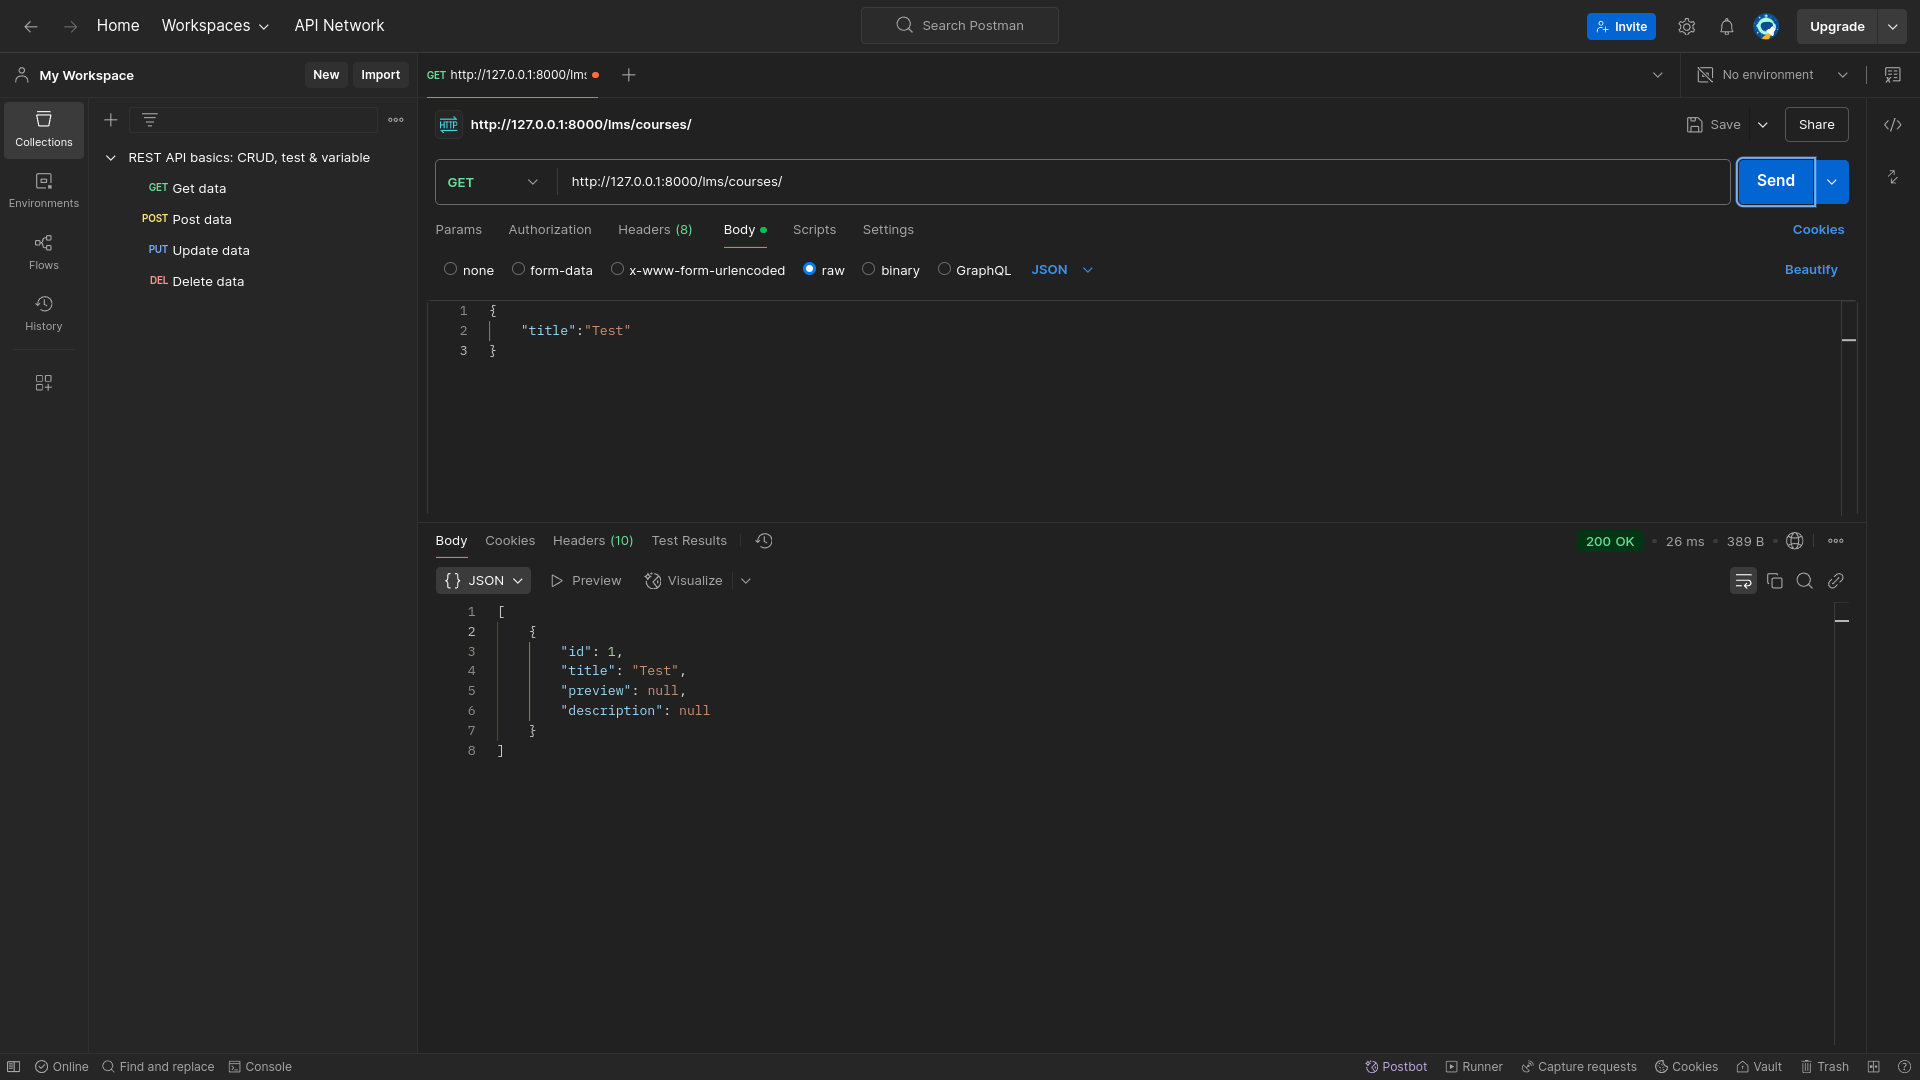 Home Workspaces API Network Search Postman Invite Upgrade
My Workspace New Import GET http://127.0.0.1:8000/lms No environment
Collections
Environments
Flows
History
REST API basics: CRUD, test & variable
GET Get data
POST Post data
PUT Update data
DEL Delete data
HTTP http://127.0.0.1:8000/lms/courses/ Save Share
GET http://127.0.0.1:8000/lms/courses/ Send
Params Authorization Headers (8) Body Scripts Settings Cookies
none form-data x-www-form-urlencoded raw binary GraphQL JSON Beautify
1 {
2 "title":"Test"
3 }
Body Cookies Headers (10) Test Results 200 OK 26 ms 389 B
{} JSON Preview Visualize
1 [
2 {
3 "id": 1,
4 "title": "Test",
5 "preview": null,
6 "description": null
7 }
8 ]
Online Find and replace Console Postbot Runner Capture requests Cookies Vault Trash